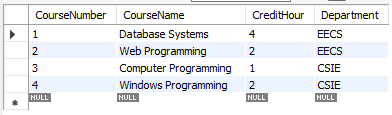 CourseNumber CourseName CreditHour Department
1 Database Systems 4 EECS
2 Web Programming 2 EECS
3 Computer Programming 1 CSIE
4 Windows Programming 2 CSIE
NULL NULL NULL NULL